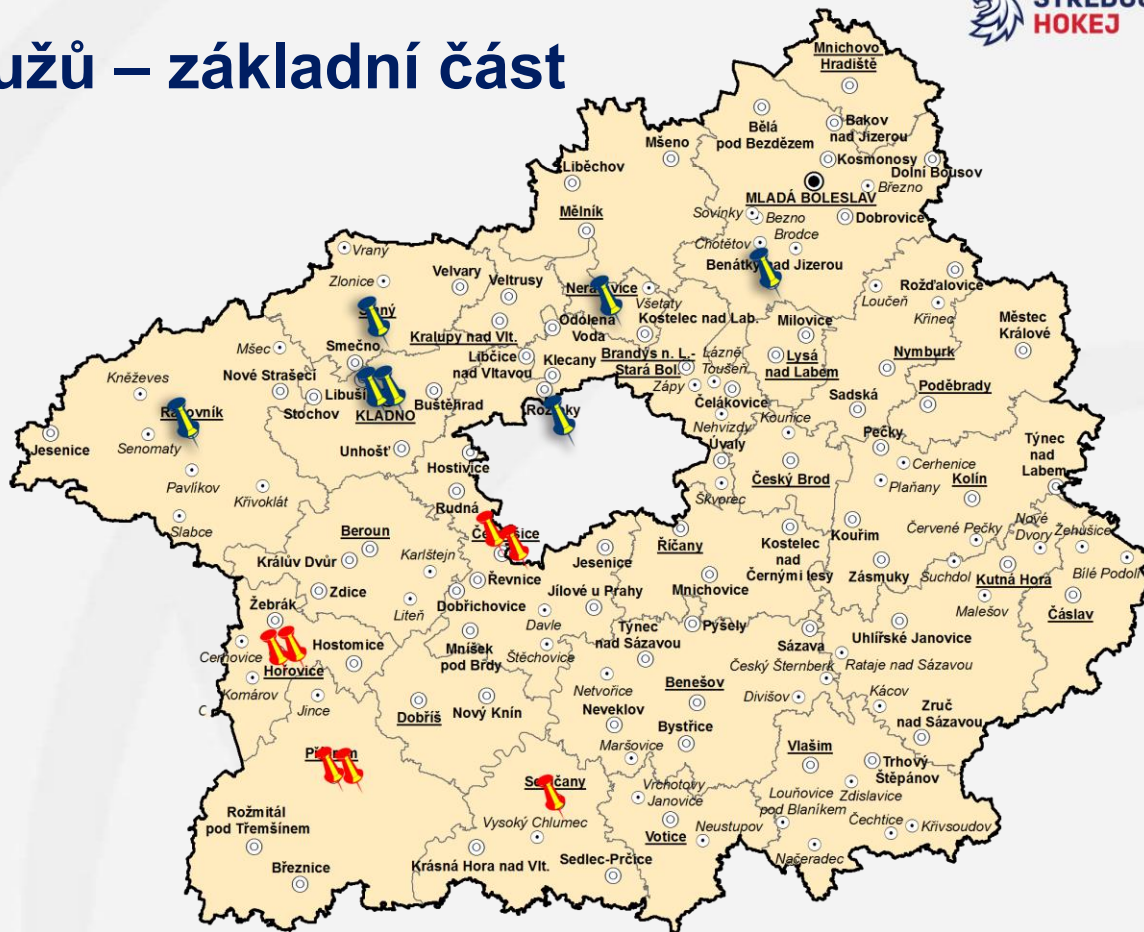 HOKEJ
užů – základní část
Mnichovo
Hradiště
Bělá
pod Bezdězem
Bakov
nad Jizerou
Mšeno
Kosmonosy
Liběchov
Dolní Bousov
Březno
MLADÁ BOLESLAV
Mělník
Sovínky
Bezno
Dobrovice
Brodce
Chotětov
Vraný
Benátky nad Jizerou
Zlonice
Velvary
Veltrusy
Všetaty
Loučeň
Rožďalovice
Křinec
Odolena
Voda
Kostelec nad Lab.
Milovice
Městec
Králové
Kralupy nad Vlt.
Smečno
Mšec
Libčice
nad Vltavou
Klecany
Brandýs n. L.-
Stará Bol.
Lázně
Toušeň
Lysá
nad Labem
Nymburk
Kněževes
Nové Strašecí
Zápy
Poděbrady
Stochov
KLADNO
Buštěhrad
Čelákovice
Sadská
Nehvizdy
Kounice
Jesenice
Senomaty
Unhošť
Úvaly
Pečky
Týnec
nad
Labem
Hostivice
Cerhenice
Pavlíkov
Křivoklát
Škvorec
Český Brod
Plaňany
Kolín
Rudná
Slabce
Beroun
Červené Pečky
Nové
Dvory
Žehušice
Karlštejn
Říčany
Kouřim
Králův Dvůr
Jesenice
Kostelec
nad
Černými lesy
Řevnice
Zásmuky
Suchdol
Kutná Hora
Bílé Podolí
Zdice
Jílové u Prahy
Mnichovice
Žebrák
Liteň
Dobřichovice
Malešov
Čáslav
Davle
Týnec
nad Sázavou
Pyšely
Hostomice
Mníšek
pod Brdy
Štěchovice
Sázava
Uhlířské Janovice
Český Šternberk
Rataje nad Sázavou
Hořovice
Komárov
Netvořice
Benešov
Divišov
Kácov
Jince
Dobříš
Nový Knín
Neveklov
Zruč
nad Sázavou
Bystřice
Maršovice
Vlašim
Trhový
Štěpánov
Vrchotovy
Janovice
Louňovice
pod Blaníkem
Zdislavice
Rožmitál
pod Třemšínem
Vysoký Chlumec
Votice
Neustupov
Čechtice
Křivsoudov
Krásná Hora nad Vlt.
Sedlec-Prčice
Načeradec
Březnice